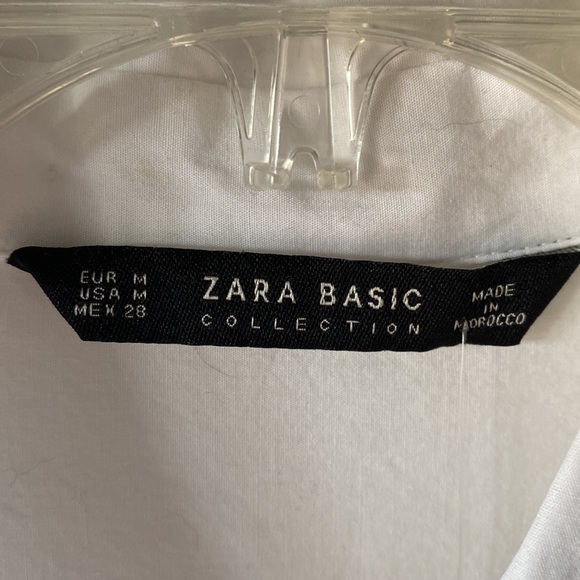 EUR M
USA M
MEX 28
ZARA BASIC
COLLECTION
MADE
IN
MOROCCO